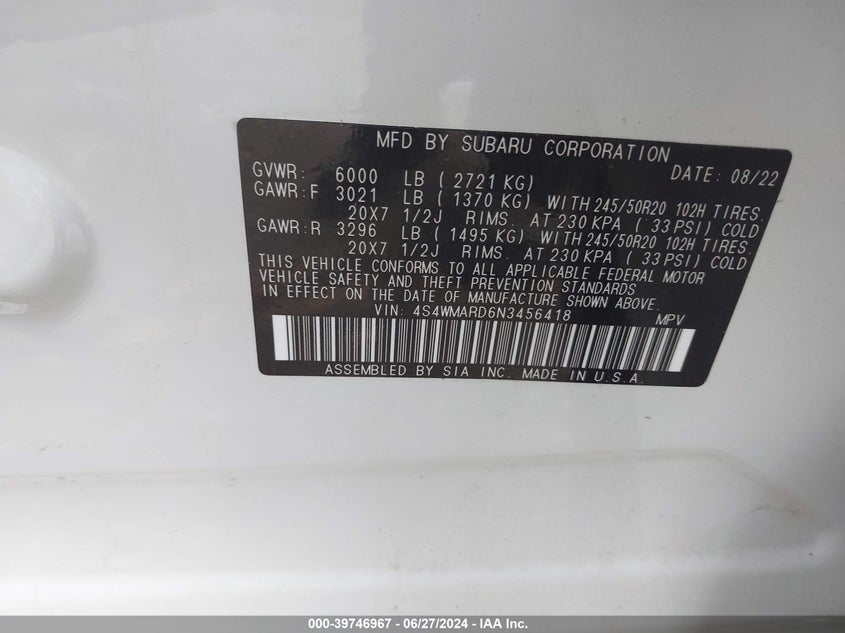 MFD BY SUBARU CORPORATION
DATE: 08/22
GVWR: 6000 LB ( 2721 KG)
GAWR:F 3021 LB ( 1370 KG) WITH 245/50R20 102H TIRES.
20X7 1/2J RIMS. AT 230 KPA ( 33 PSI) COLD
GAWR:R 3296 LB ( 1495 KG) WITH 245/50R20 102H TIRES.
20X7 1/2J RIMS. AT 230 KPA ( 33 PSI) COLD
THIS VEHICLE CONFORMS TO ALL APPLICABLE FEDERAL MOTOR
VEHICLE SAFETY AND THEFT PREVENTION STANDARDS
IN EFFECT ON THE DATE OF MANUFACTURE SHOWN ABOVE.
VIN: 4S4WMARD6N3456418 MPV
ASSEMBLED BY SIA INC. MADE IN U.S.A.
000-39746967 - 06/27/2024 - IAA Inc.